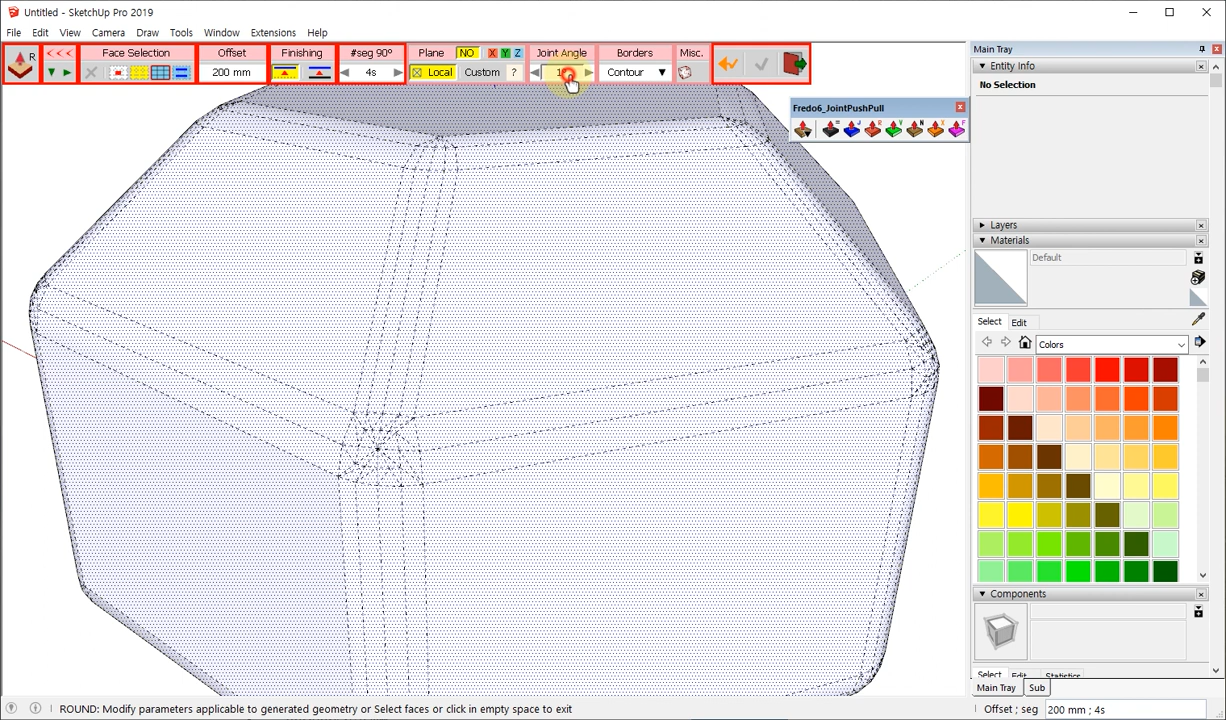 Untitled - SketchUp Pro 2019
File Edit View Camera Draw Tools Window Extensions Help
R <<< Face Selection Offset Finishing #seg 90º Plane NO X Y Z Joint Angle Borders Misc.
200 mm 4s Local Custom ? Contour
Fredo6_JointPushPull
J R V N X F
Main Tray
Entity Info
No Selection
Layers
Materials
Default
Select Edit
Colors
Components
Select Edit Statistics
Main Tray Sub
ROUND: Modify parameters applicable to generated geometry or Select faces or click in empty space to exit
Offset ; seg 200 mm ; 4s